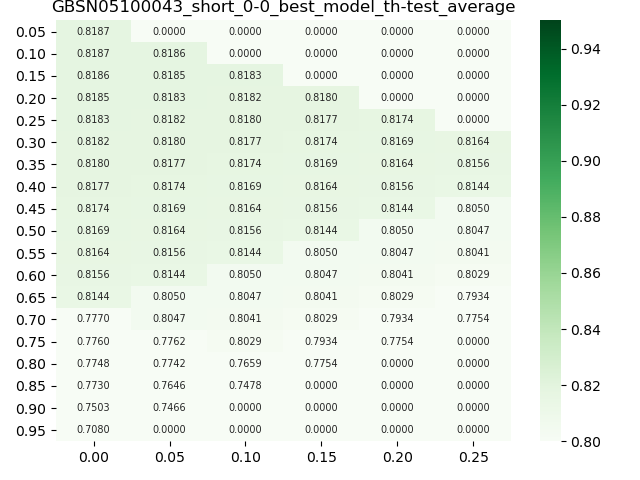 GBSN05100043_short_0-0_best_model_th-test_average
0.05 0.8187 0.0000 0.0000 0.0000 0.0000 0.0000
0.10 0.8187 0.8186 0.0000 0.0000 0.0000 0.0000
0.15 0.8186 0.8185 0.8183 0.0000 0.0000 0.0000
0.20 0.8185 0.8183 0.8182 0.8180 0.0000 0.0000
0.25 0.8183 0.8182 0.8180 0.8177 0.8174 0.0000
0.30 0.8182 0.8180 0.8177 0.8174 0.8169 0.8164
0.35 0.8180 0.8177 0.8174 0.8169 0.8164 0.8156
0.40 0.8177 0.8174 0.8169 0.8164 0.8156 0.8144
0.45 0.8174 0.8169 0.8164 0.8156 0.8144 0.8050
0.50 0.8169 0.8164 0.8156 0.8144 0.8050 0.8047
0.55 0.8164 0.8156 0.8144 0.8050 0.8047 0.8041
0.60 0.8156 0.8144 0.8050 0.8047 0.8041 0.8029
0.65 0.8144 0.8050 0.8047 0.8041 0.8029 0.7934
0.70 0.7770 0.8047 0.8041 0.8029 0.7934 0.7754
0.75 0.7760 0.7762 0.8029 0.7934 0.7754 0.0000
0.80 0.7748 0.7742 0.7659 0.7754 0.0000 0.0000
0.85 0.7730 0.7646 0.7478 0.0000 0.0000 0.0000
0.90 0.7503 0.7466 0.0000 0.0000 0.0000 0.0000
0.95 0.7080 0.0000 0.0000 0.0000 0.0000 0.0000
0.00 0.05 0.10 0.15 0.20 0.25
0.94
0.92
0.90
0.88
0.86
0.84
0.82
0.80